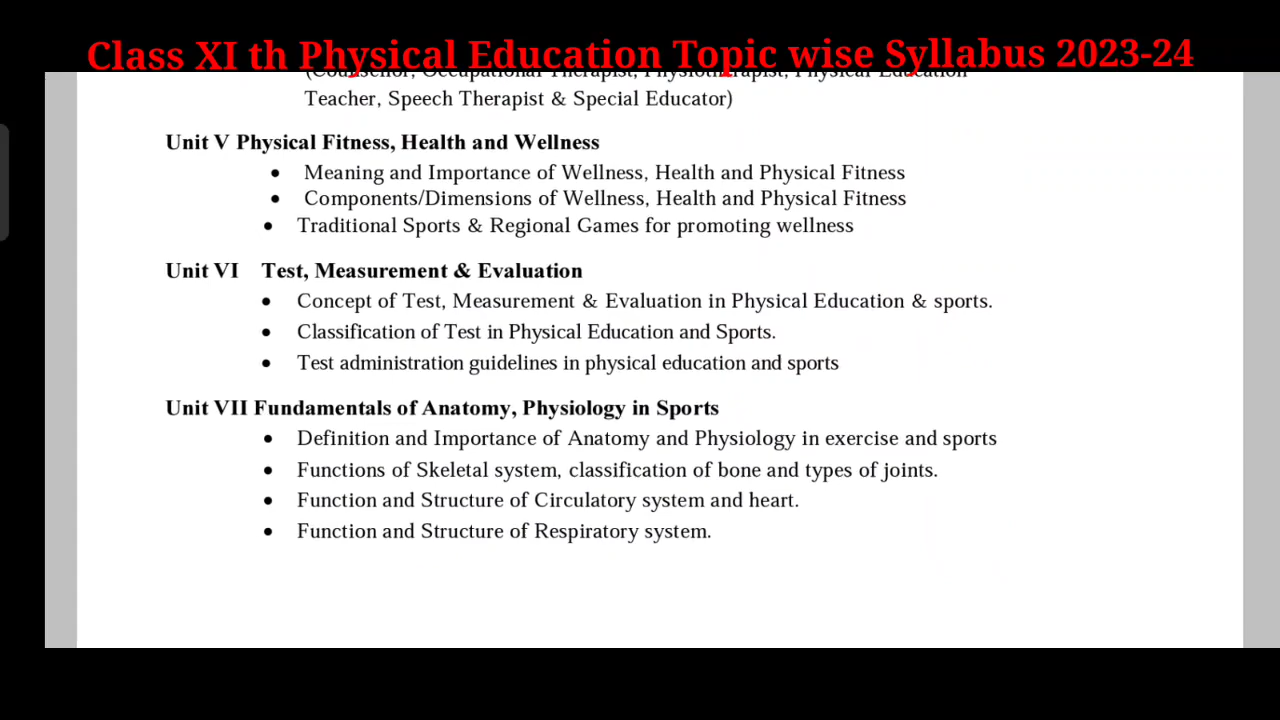 Class XI th Physical Education Topic wise Syllabus 2023-24
(Counsellor, Occupational Therapist, Physiotherapist, Physical Education
Teacher, Speech Therapist & Special Educator)
Unit V Physical Fitness, Health and Wellness
• Meaning and Importance of Wellness, Health and Physical Fitness
• Components/Dimensions of Wellness, Health and Physical Fitness
• Traditional Sports & Regional Games for promoting wellness
Unit VI Test, Measurement & Evaluation
• Concept of Test, Measurement & Evaluation in Physical Education & sports.
• Classification of Test in Physical Education and Sports.
• Test administration guidelines in physical education and sports
Unit VII Fundamentals of Anatomy, Physiology in Sports
• Definition and Importance of Anatomy and Physiology in exercise and sports
• Functions of Skeletal system, classification of bone and types of joints.
• Function and Structure of Circulatory system and heart.
• Function and Structure of Respiratory system.